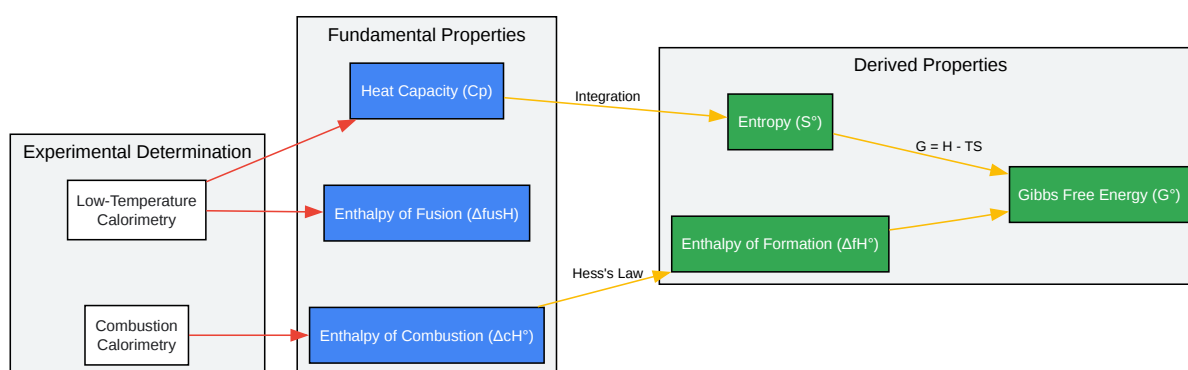 Experimental Determination
Low-Temperature
Calorimetry
Combustion
Calorimetry
Fundamental Properties
Heat Capacity (Cp)
Enthalpy of Fusion (ΔfusH)
Enthalpy of Combustion (ΔcH°)
Integration
Hess's Law
Derived Properties
Entropy (S°)
Enthalpy of Formation (ΔfH°)
G = H - TS
Gibbs Free Energy (G°)